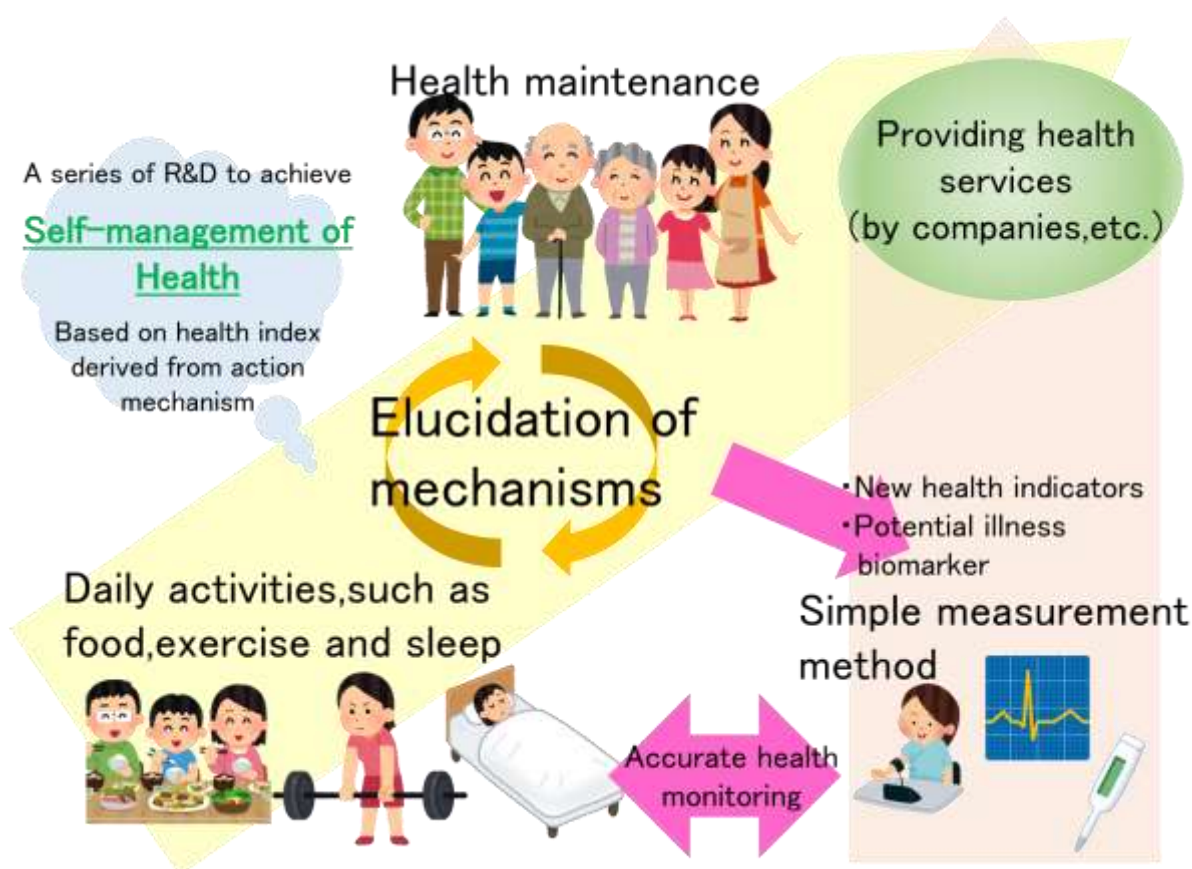 Health maintenance
Providing health
services
(by companies,etc.)
A series of R&D to achieve
Self-management of
Health
Based on health index
derived from action
mechanism
Elucidation of
mechanisms
・New health indicators
・Potential illness
biomarker
Daily activities,such as
food,exercise and sleep
Simple measurement
method
Accurate health
monitoring